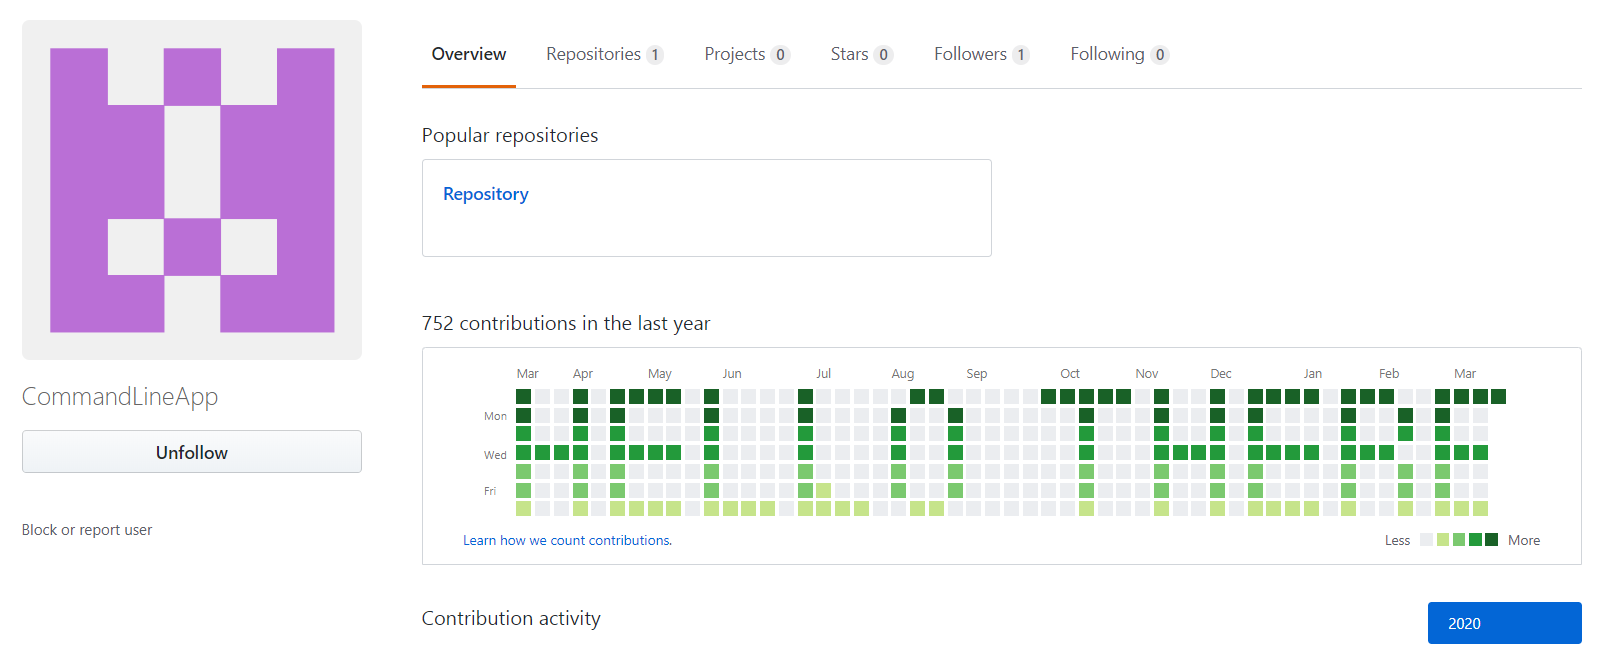 Overview Repositories 1 Projects 0 Stars 0 Followers 1 Following 0
Popular repositories
Repository
CommandLineApp
Unfollow
Block or report user
752 contributions in the last year
Mar Apr May Jun Jul Aug Sep Oct Nov Dec Jan Feb Mar
Mon
Wed
Fri
HELLO THERE
Learn how we count contributions.
Less More
Contribution activity
2020